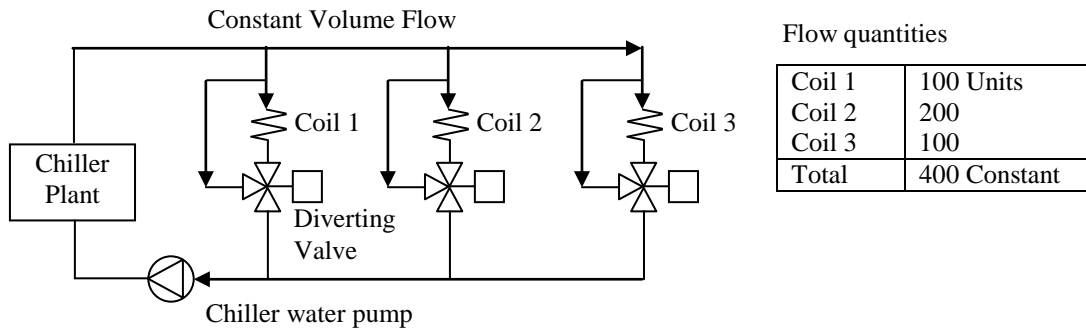 Constant Volume Flow
Chiller
Plant
Coil 1
Coil 2
Coil 3
Diverting
Valve
Chiller water pump
Flow quantities
Coil 1 100 Units
Coil 2 200
Coil 3 100
Total 400 Constant